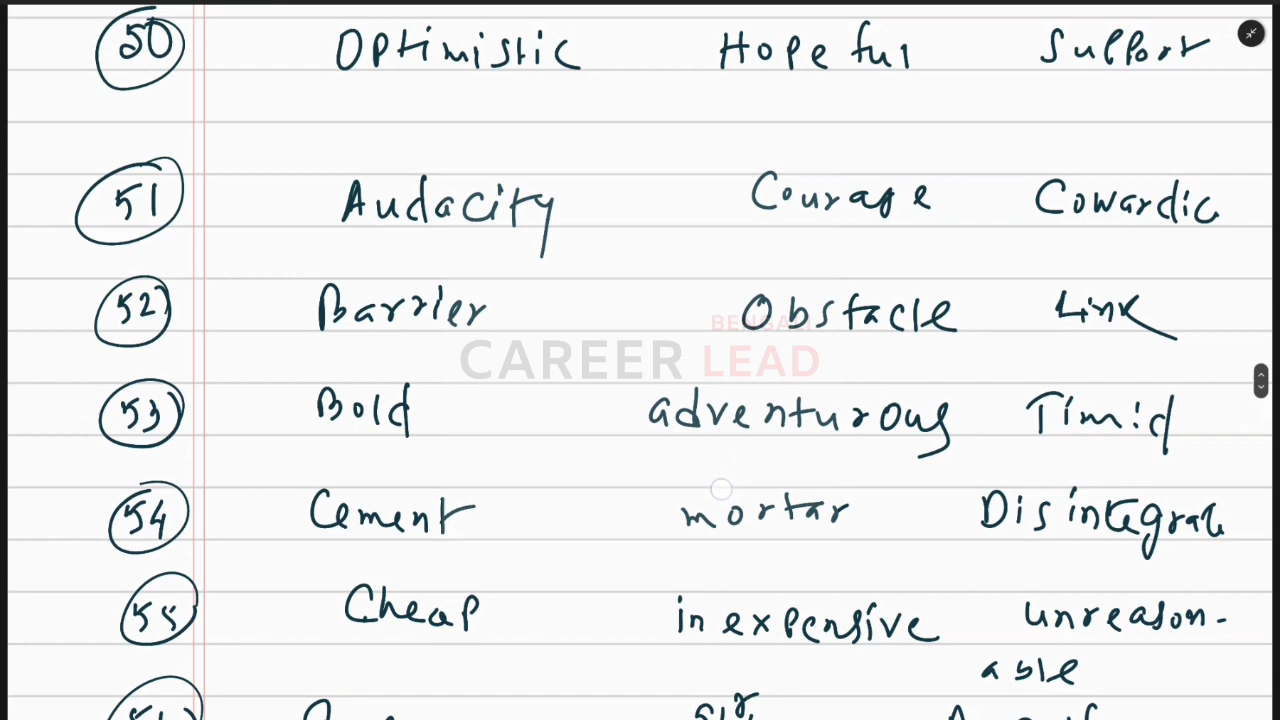 50 Optimistic Hopeful Support
51 Audacity Courage Cowardic
52 Barrier Obstacle Link
BENGALI
CAREER LEAD
53 Bold adventurous Timid
54 Cement mortar Disintegrate
55 Cheap inexpensive unreason-
able